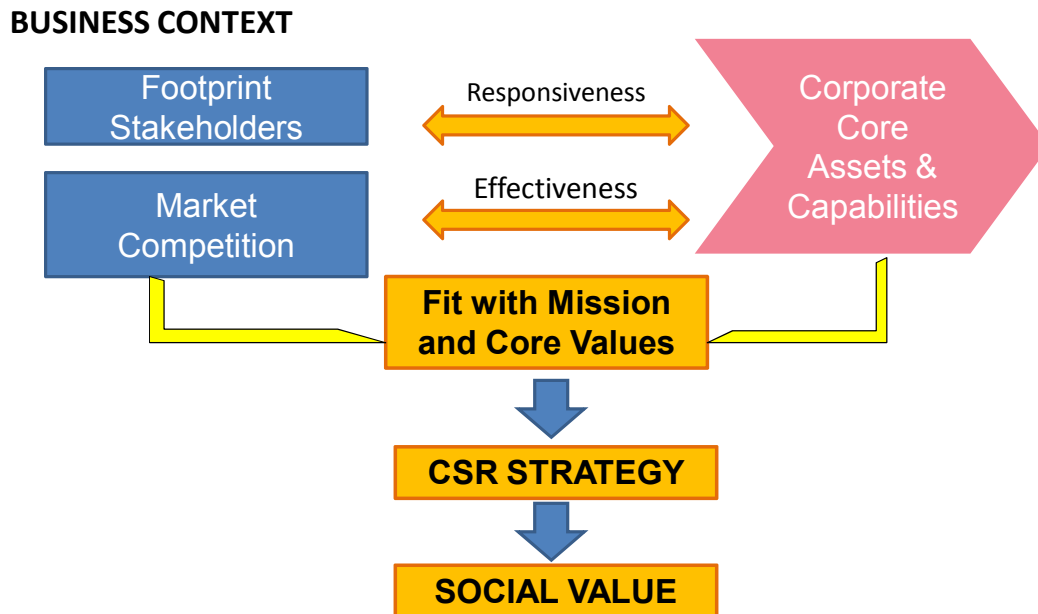 BUSINESS CONTEXT
Footprint
Stakeholders
Responsiveness
Corporate
Core
Assets &
Capabilities
Market
Competition
Effectiveness
Fit with Mission
and Core Values
CSR STRATEGY
SOCIAL VALUE